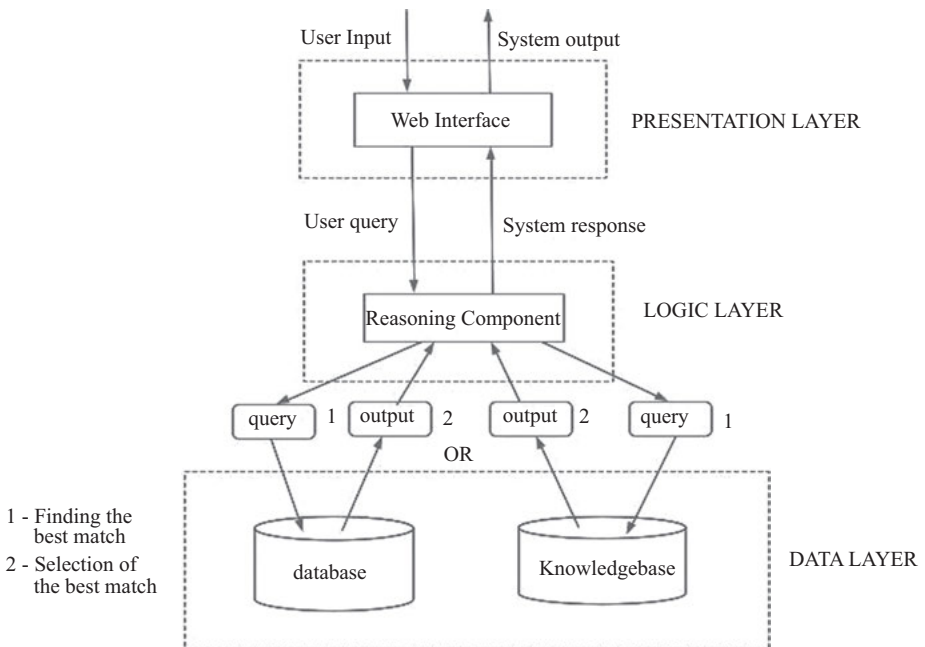 User Input
System output
Web Interface
PRESENTATION LAYER
User query
System response
Reasoning Component
LOGIC LAYER
query 1 output 2 output 2 query 1
OR
1 - Finding the
best match
2 - Selection of
the best match
database
Knowledgebase
DATA LAYER